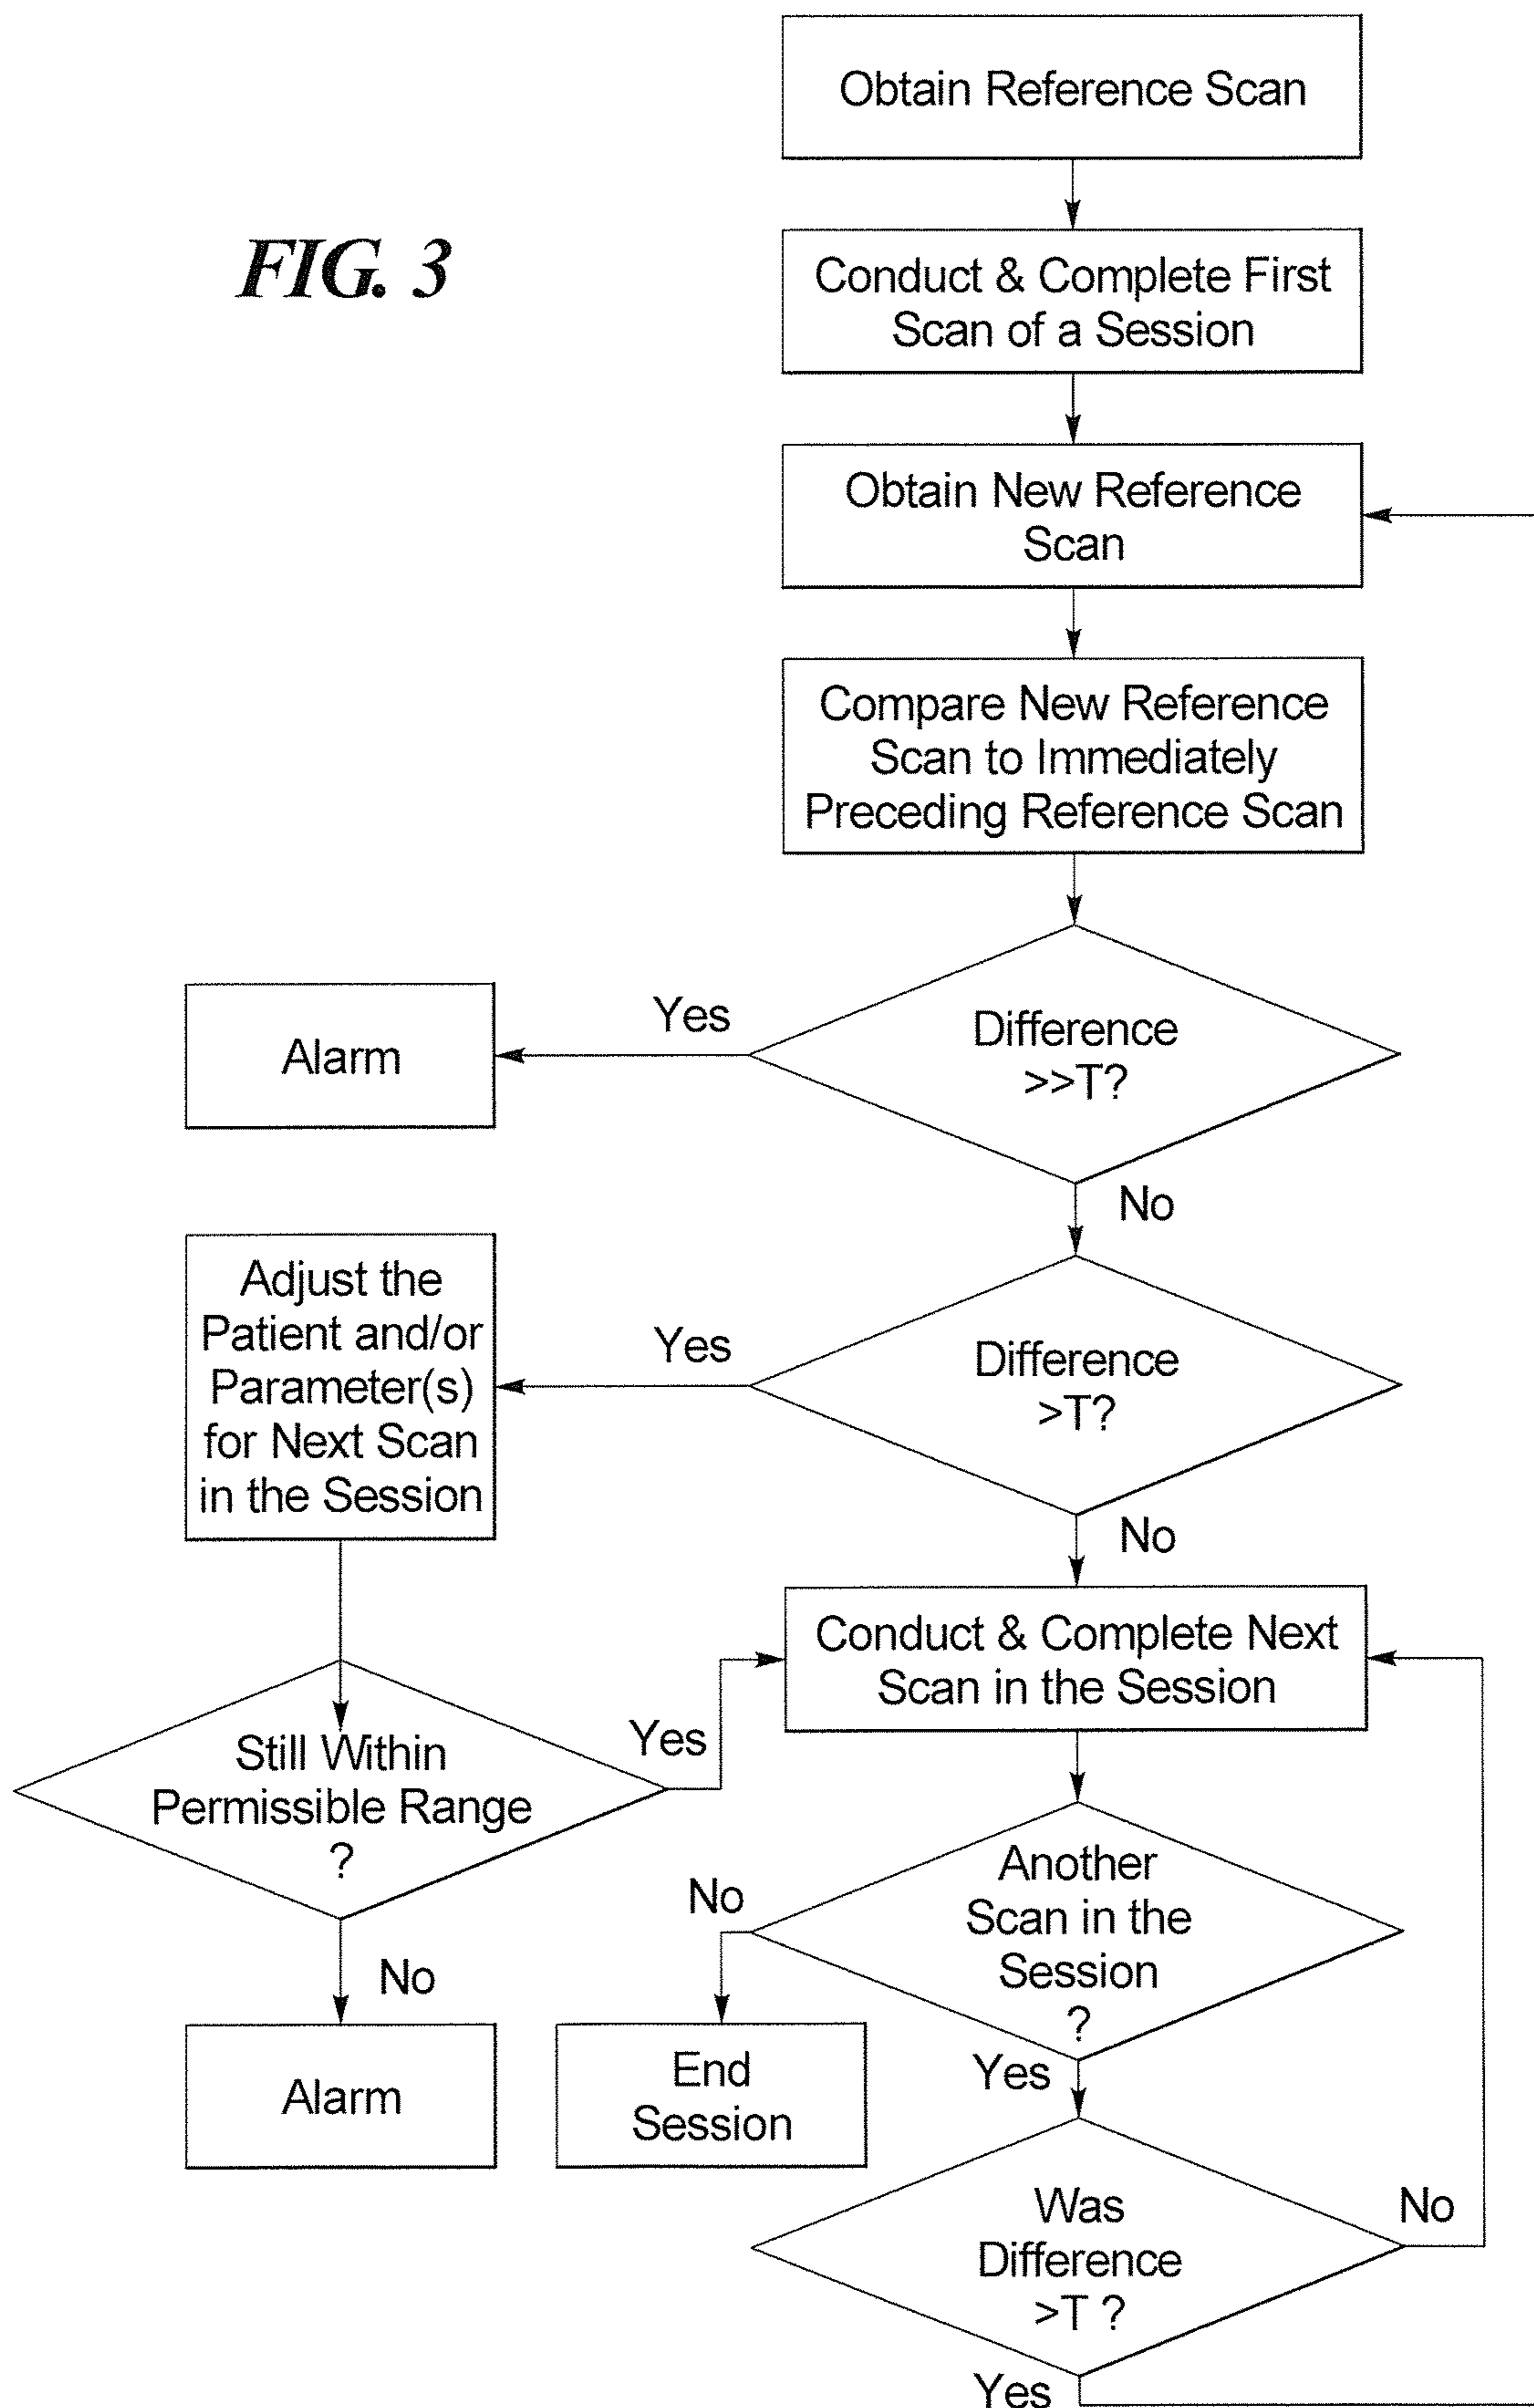 Obtain Reference Scan
FIG. 3
Conduct & Complete First
Scan of a Session
Obtain New Reference
Scan
Compare New Reference
Scan to Immediately
Preceding Reference Scan
Yes
Alarm
Difference
>>T?
No
Adjust the
Patient and/or
Parameter(s)
for Next Scan
in the Session
Yes
Difference
>T?
No
Conduct & Complete Next
Scan in the Session
Still Within
Permissible Range
?
Yes
No
Alarm
Another
Scan in the
Session
?
No
End
Session
Yes
Was
Difference
>T ?
No
Yes